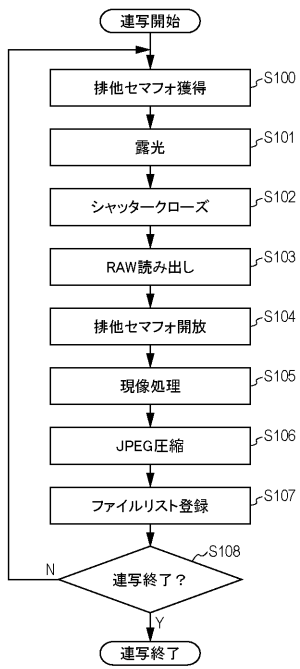 連写開始
排他セマフォ獲得
S100
露光
S101
シャッタークローズ
S102
RAW読み出し
S103
排他セマフォ開放
S104
現像処理
S105
JPEG圧縮
S106
ファイルリスト登録
S107
連写終了？
S108
N
Y
連写終了